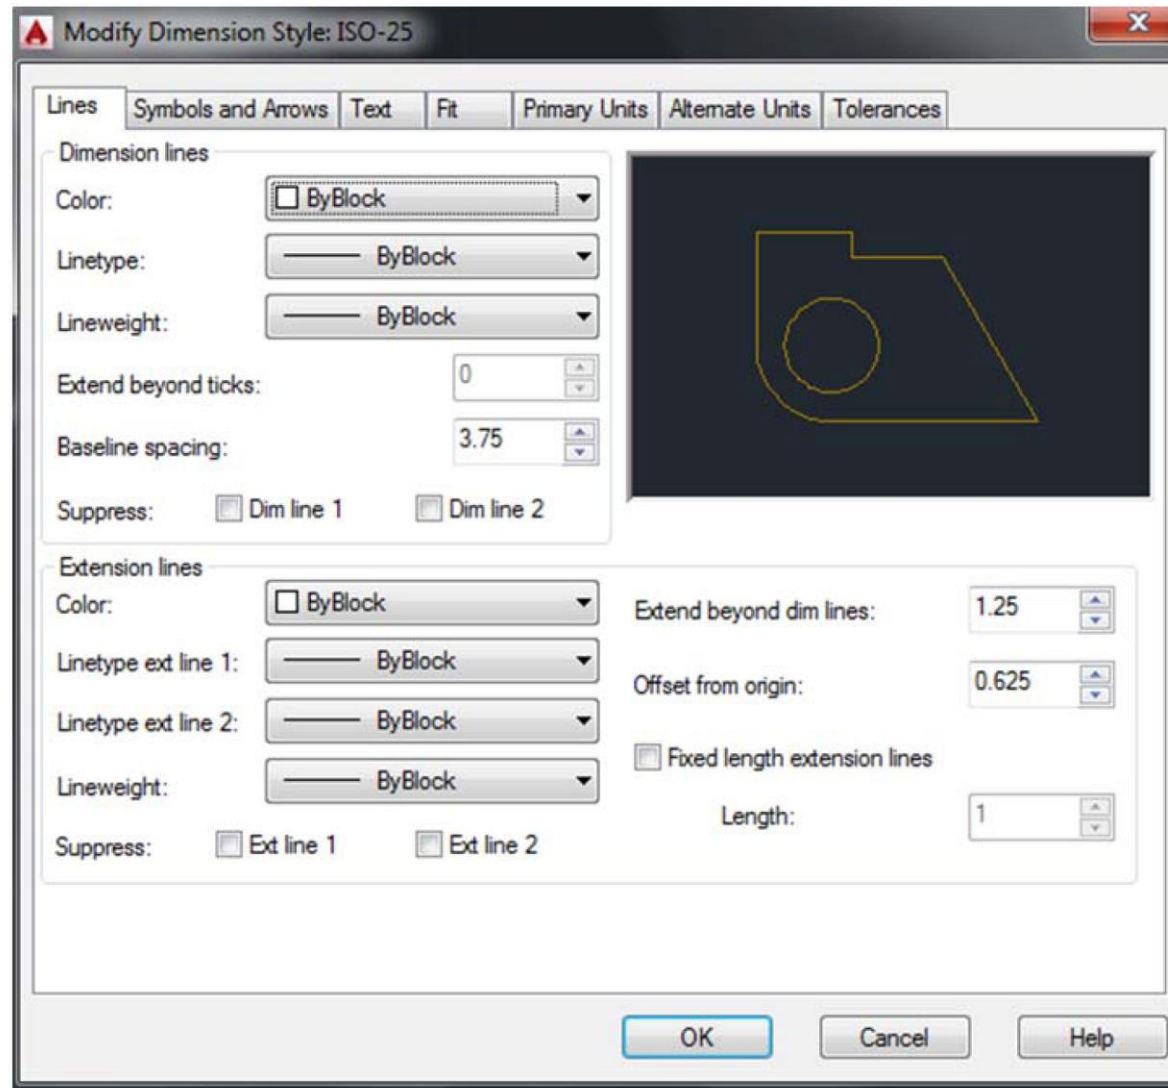 Modify Dimension Style: ISO-25
Lines Symbols and Arrows Text Fit Primary Units Alternate Units Tolerances
Dimension lines
Color: ByBlock
Linetype: ByBlock
Lineweight: ByBlock
Extend beyond ticks: 0
Baseline spacing: 3.75
Suppress: Dim line 1 Dim line 2
Extension lines
Color: ByBlock
Linetype ext line 1: ByBlock
Linetype ext line 2: ByBlock
Lineweight: ByBlock
Suppress: Ext line 1 Ext line 2
Extend beyond dim lines: 1.25
Offset from origin: 0.625
Fixed length extension lines
Length: 1
OK Cancel Help